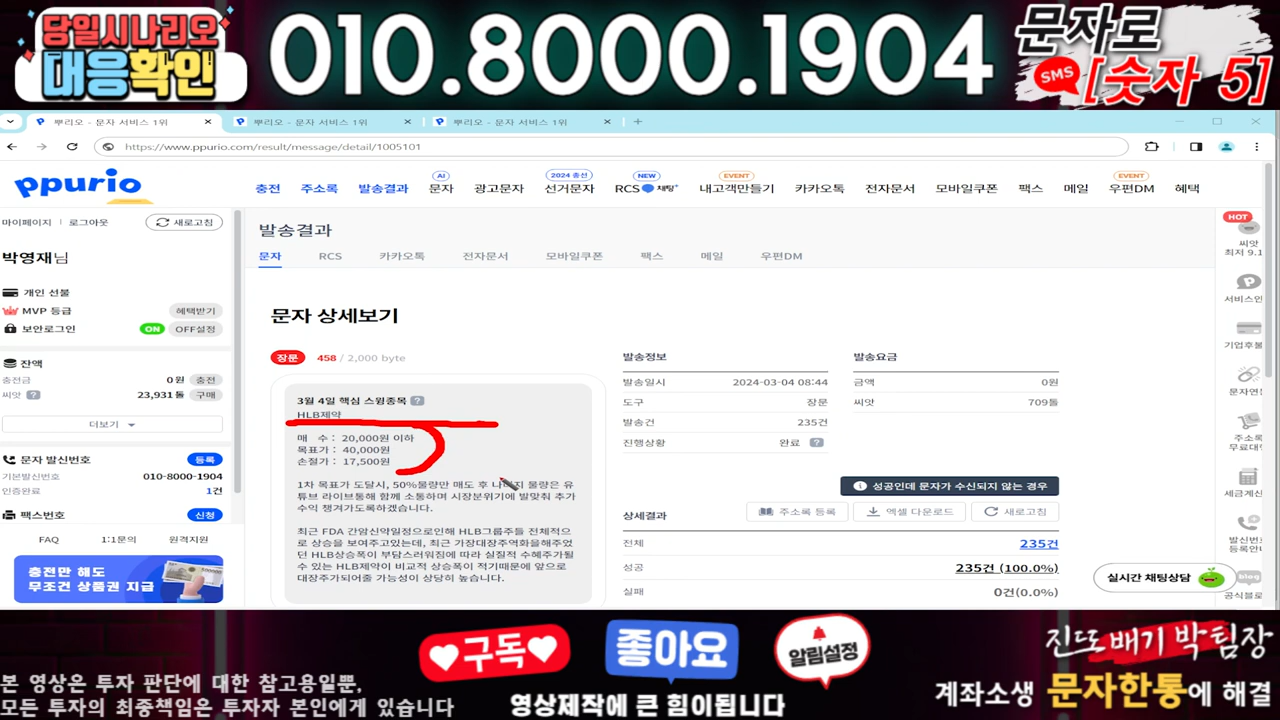 당일시나리오
대응확인
010.8000.1904
문자로
SMS
[숫자 5]
뿌리오 - 문자 서비스 1위
뿌리오 - 문자 서비스 1위
뿌리오 - 문자 서비스 1위
https://www.ppurio.com/result/message/detail/1005101
ppurio
충전
주소록
발송결과
AI
문자
광고문자
2024 총선
선거문자
NEW
RCS 채팅+
EVENT
내고객만들기
카카오톡
전자문서
모바일쿠폰
팩스
메일
EVENT
우편DM
혜택
마이페이지 | 로그아웃
새로고침
박영재님
개인 선불
MVP 등급
혜택받기
보안로그인
ON
OFF설정
잔액
충전금
0원
충전
씨앗 ?
23,931 톨
구매
더보기
문자 발신번호
등록
기본발신번호
010-8000-1904
인증완료
1건
팩스번호
신청
FAQ
1:1문의
원격지원
충전만 해도
무조건 상품권 지급
발송결과
문자
RCS
카카오톡
전자문서
모바일쿠폰
팩스
메일
우편DM
문자 상세보기
장문
458 / 2,000 byte
3월 4일 핵심 스윙종목 ?
HLB제약
매 수 : 20,000원 이하
목표가 : 40,000원
손절가 : 17,500원
1차 목표가 도달시, 50%물량만 매도 후 나머지 물량은 유
튜브 라이브통해 함께 소통하며 시장분위기에 발맞춰 추가
수익 챙겨가도록하겠습니다.
최근 FDA 간암신약일정으로인해 HLB그룹주들 전체적으
로 상승을 보여주고있는데, 최근 가장대장주역화을해주었
던 HLB상승폭이 부담스러워짐에 따라 실질적 수혜주가될
수 있는 HLB제약이 비교적 상승폭이 적기때문에 앞으로
대장주가되어줄 가능성이 상당히 높습니다.
발송정보
발송일시
2024-03-04 08:44
도구
장문
발송건
235건
진행상황
완료 ?
발송요금
금액
0원
씨앗
709톨
성공인데 문자가 수신되지 않는 경우
상세결과
주소록 등록
엑셀 다운로드
새로고침
전체
235건
성공
235건 (100.0%)
실패
0건(0.0%)
HOT
씨앗
최저 9.1
서비스인
기업후불
문자연
주소록
무료대
세금계산
발신번호
등록안내
blog
공식블로
실시간 채팅상담
본 영상은 투자 판단에 대한 참고용일뿐,
모든 투자의 최종책임은 투자자 본인에게 있습니다
구독
좋아요
알림설정
영상제작에 큰 힘이됩니다
진또배기 박팀장
계좌소생 문자한통에 해결